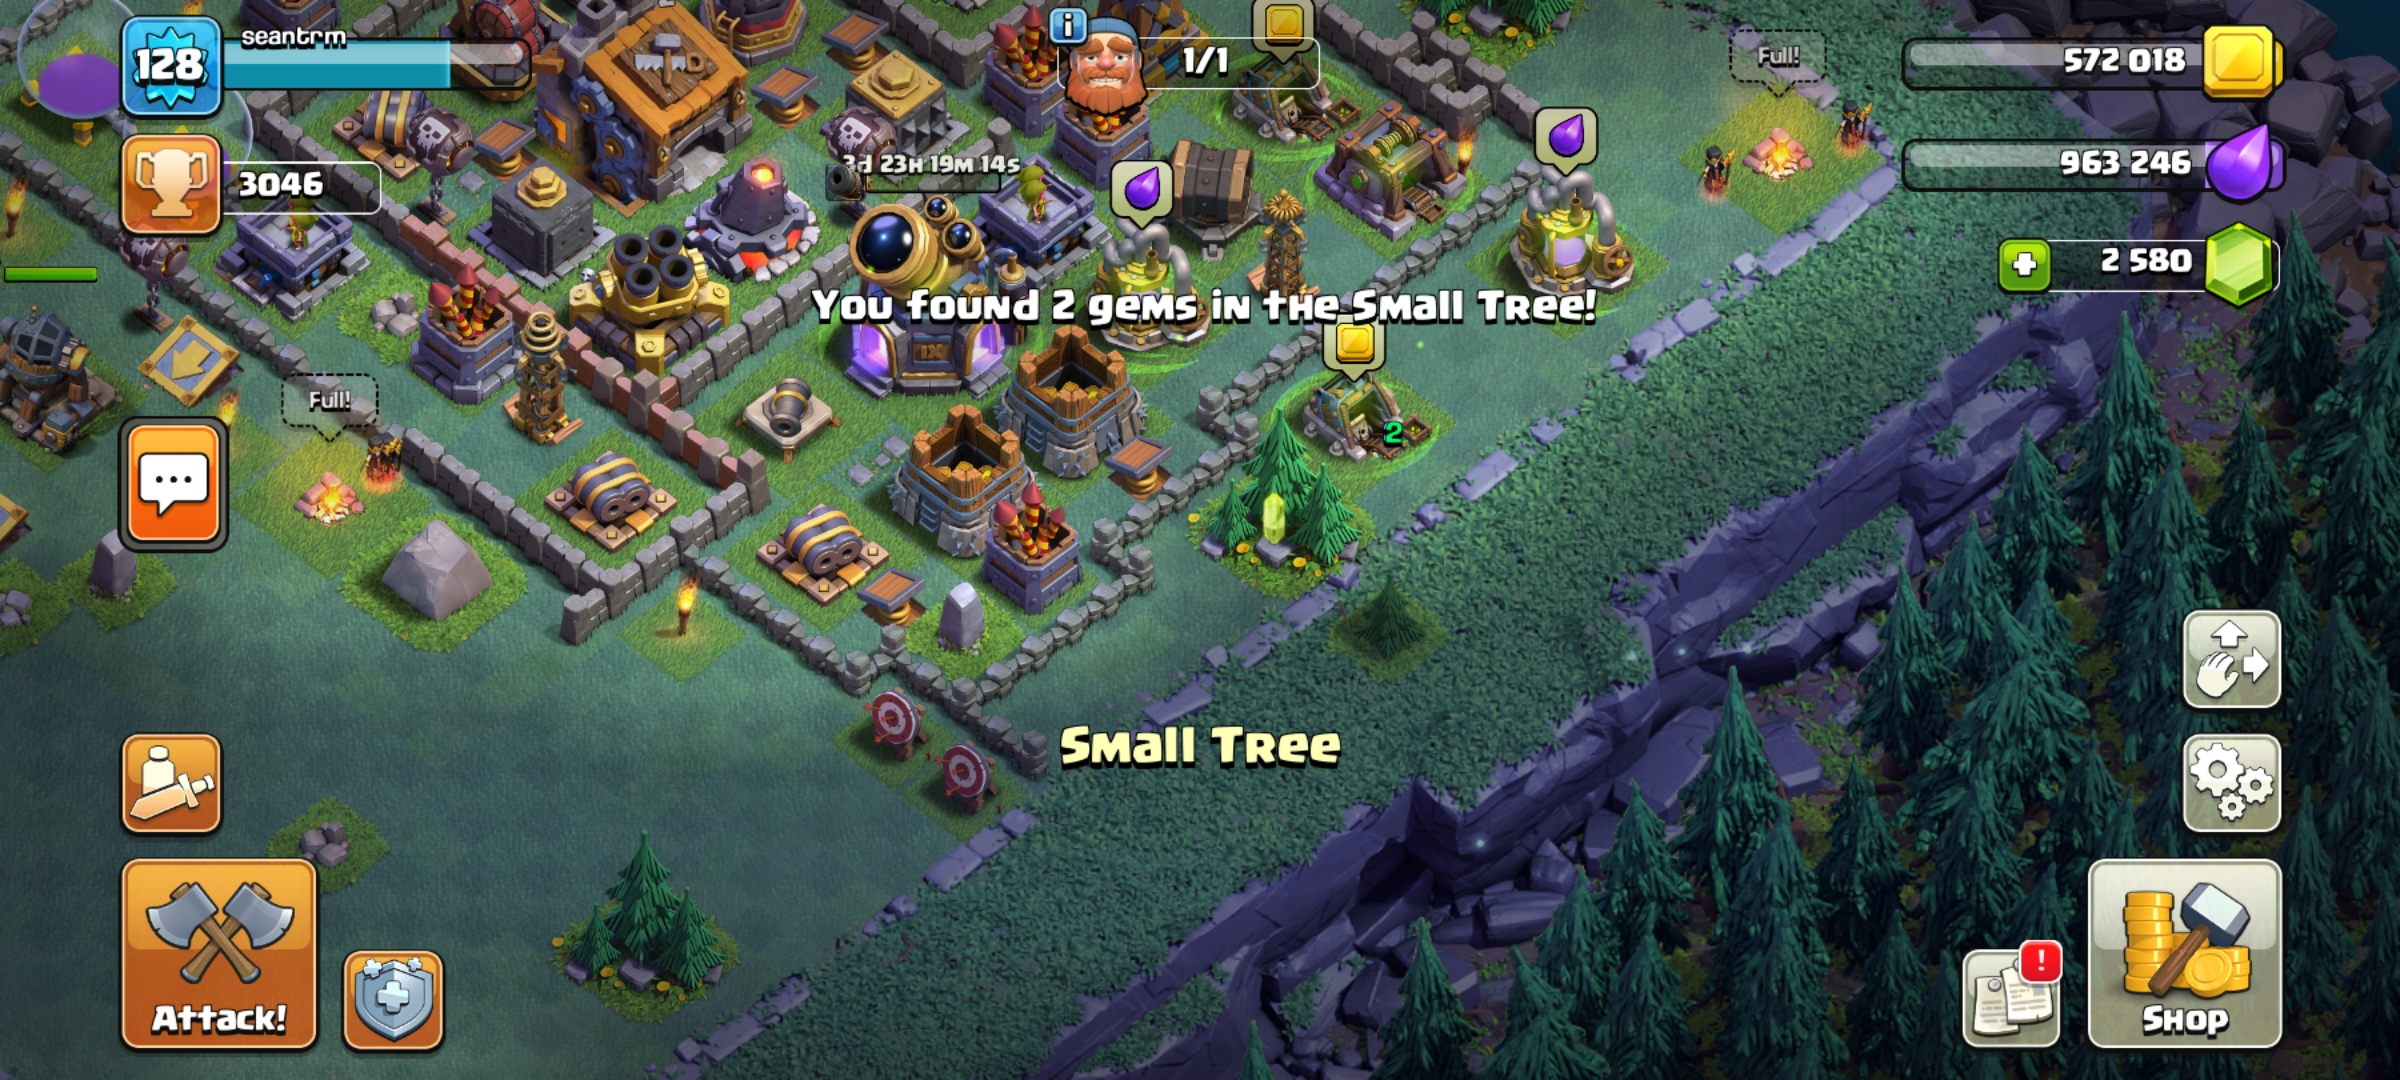 128
seantrm
1/1
Full!
572 018
3046
3d 23H 19M 14s
963 246
2 580
You found 2 gems in the Small Tree!
IX
Full!
2
Small Tree
Attack!
!
Shop